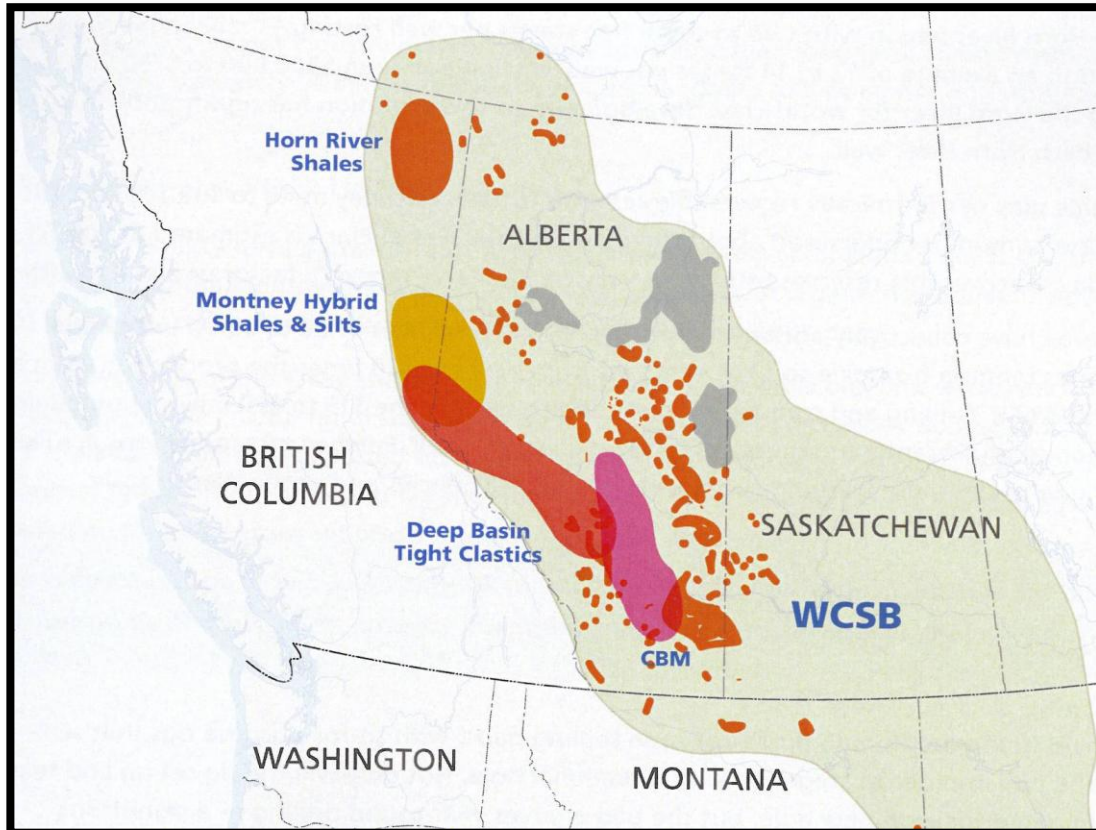 Horn River
Shales
ALBERTA
Montney Hybrid
Shales & Silts
BRITISH
COLUMBIA
Deep Basin
Tight Clastics
SASKATCHEWAN
WCSB
CBM
WASHINGTON
MONTANA